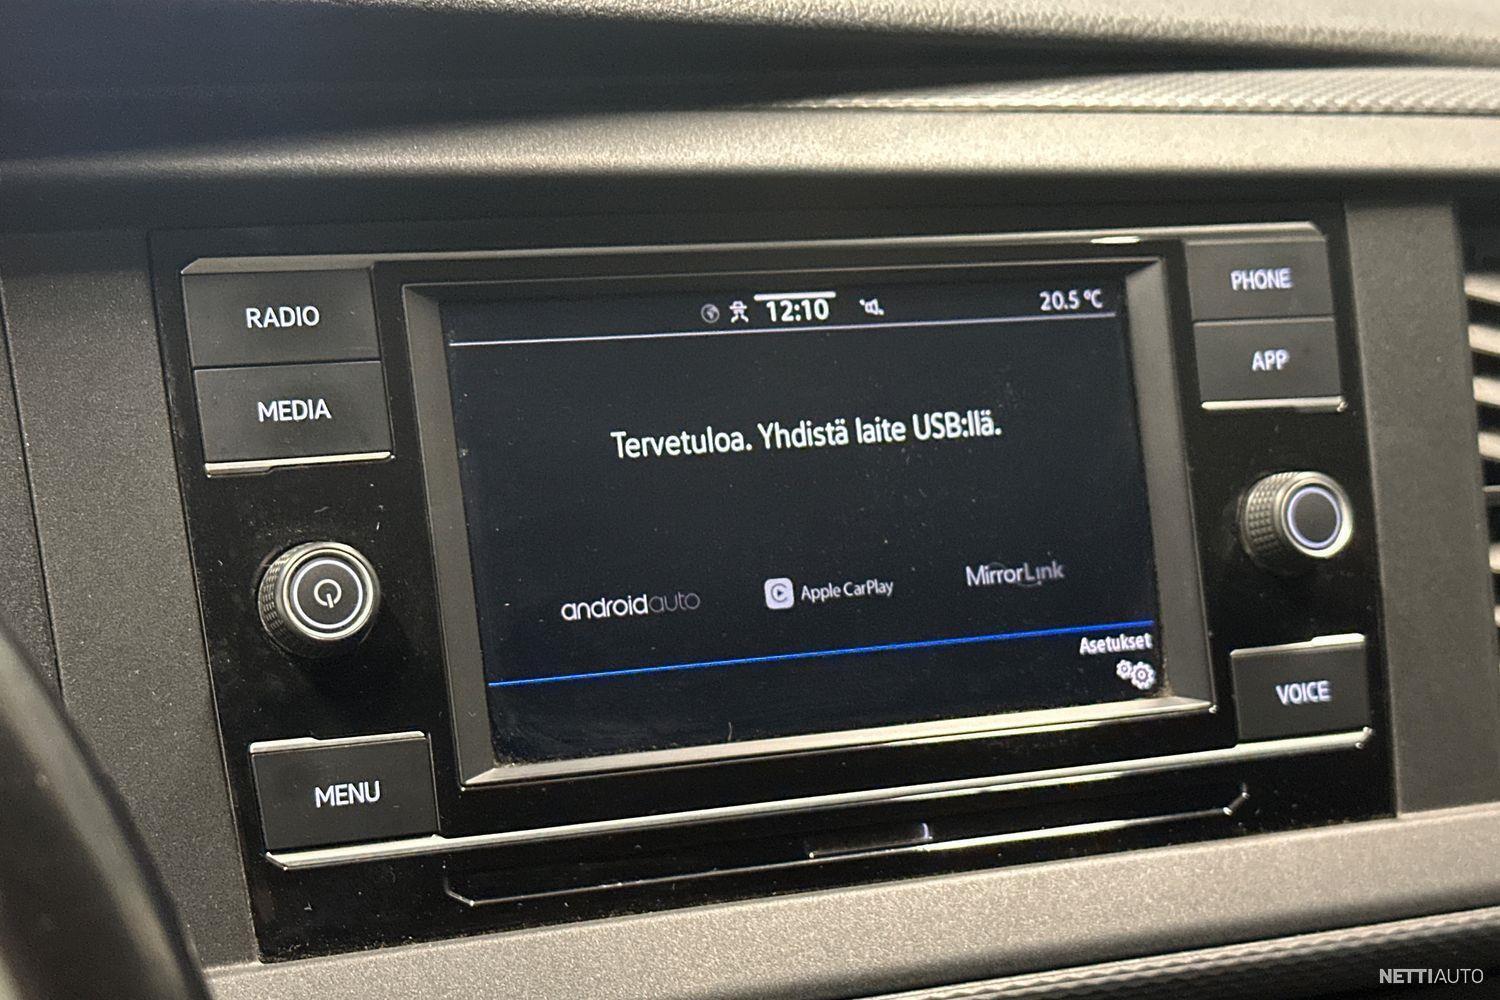 RADIO
MEDIA
MENU
12:10
20.5 °C
Tervetuloa. Yhdistä laite USB:llä.
androidauto
Apple CarPlay
MirrorLink
Asetukset
PHONE
APP
VOICE
NETTIAUTO